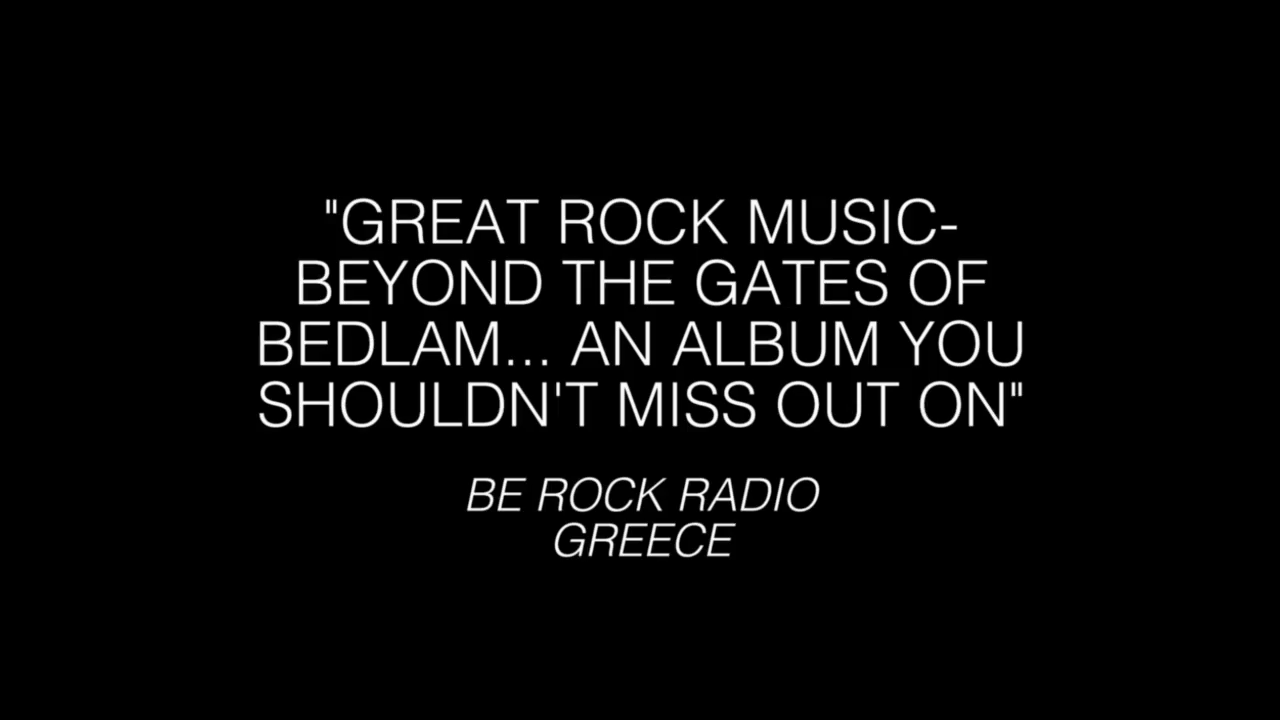 "GREAT ROCK MUSIC-
BEYOND THE GATES OF
BEDLAM... AN ALBUM YOU
SHOULDN'T MISS OUT ON"
BE ROCK RADIO
GREECE